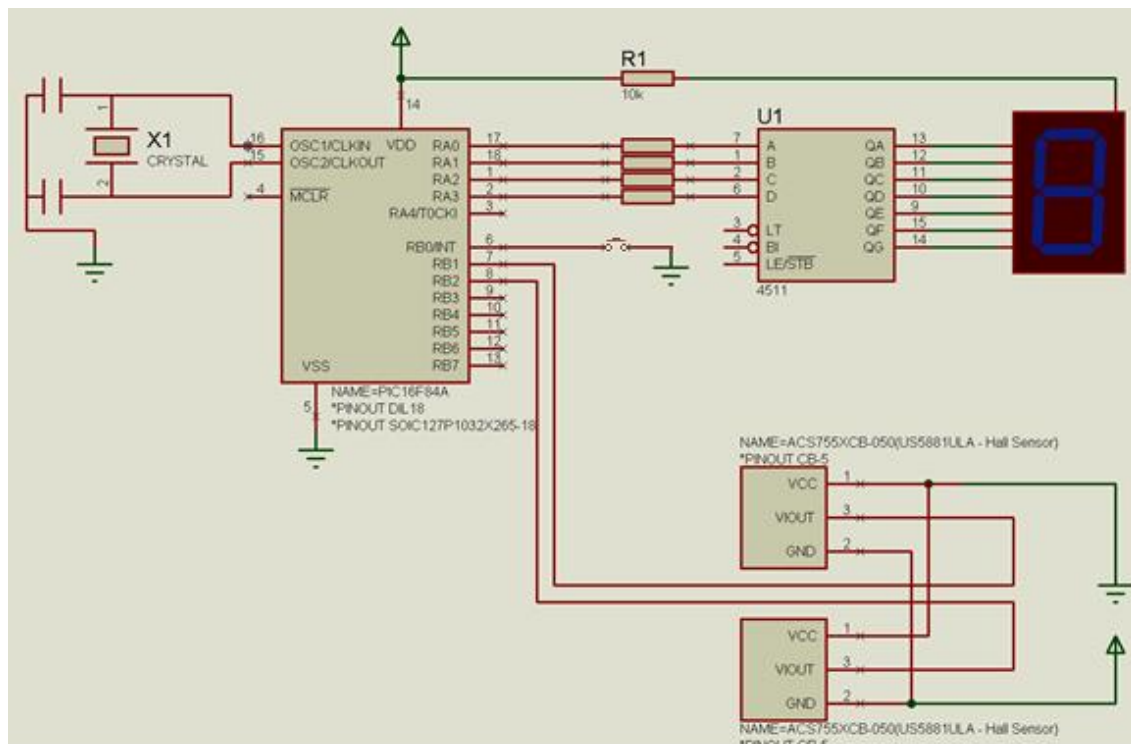 R1
10k
14
X1
CRYSTAL
1
2
16 OSC1/CLKIN
15 OSC2/CLKOUT
4 MCLR
VDD
RA0 17
RA1 18
RA2 1
RA3 2
RA4/T0CKI 3
RB0/INT 6
RB1 7
RB2 8
RB3 9
RB4 10
RB5 11
RB6 12
RB7 13
VSS
5
NAME=PIC16F84A
*PINOUT DIL18
*PINOUT SOIC127P1032X265-18
U1
7 A QA 13
1 B QB 12
2 C QC 11
6 D QD 10
QE 9
3 LT QF 15
4 BI QG 14
5 LE/STB
4511
NAME=ACS755XCB-050(US5881ULA - Hall Sensor)
*PINOUT CB-5
VCC 1
VIOUT 3
GND 2
VCC 1
VIOUT 3
GND 2
NAME=ACS755XCB-050(US5881ULA - Hall Sensor)
*PINOUT CB-5